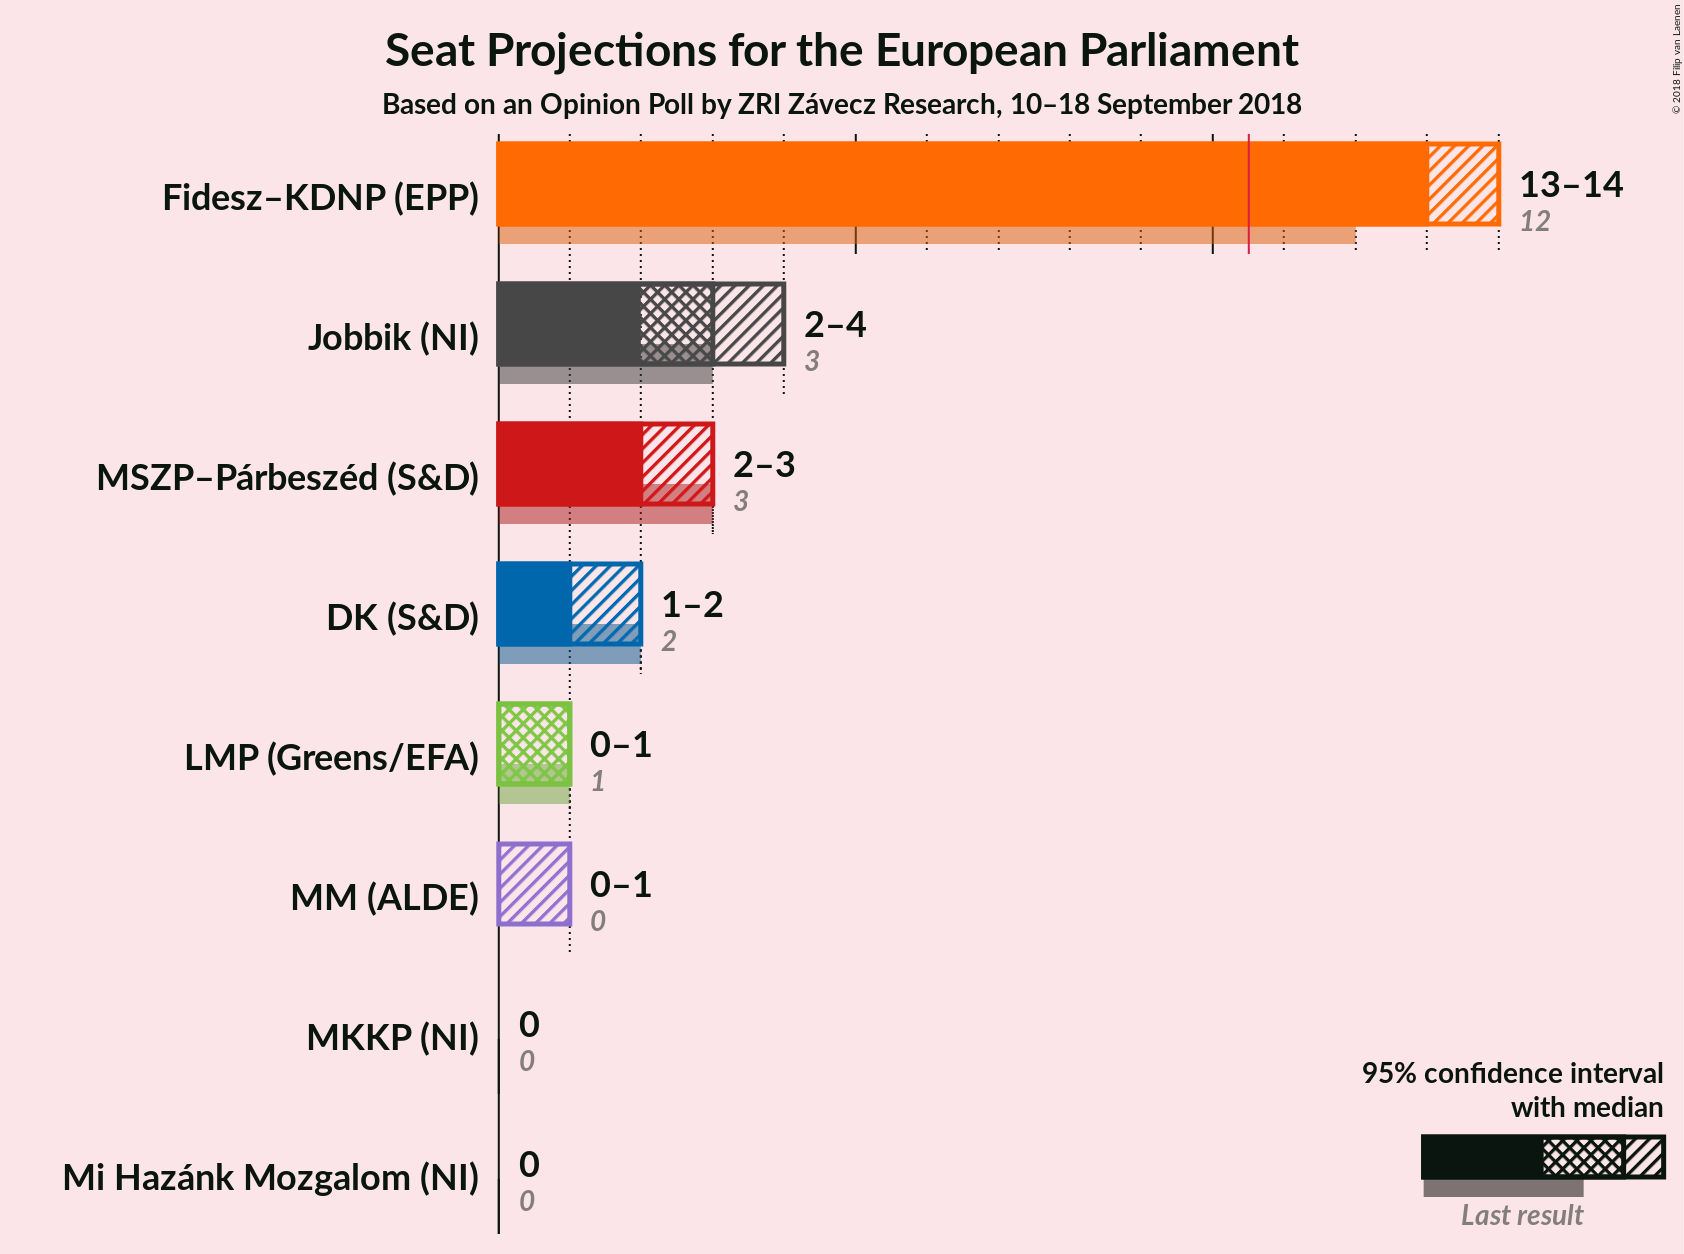 Seat Projections for the European Parliament
Based on an Opinion Poll by ZRI Závecz Research, 10–18 September 2018
© 2018 Filip van Laenen
Fidesz–KDNP (EPP)
13–14
12
Jobbik (NI)
2–4
3
MSZP–Párbeszéd (S&D)
2–3
3
DK (S&D)
1–2
2
LMP (Greens/EFA)
0–1
1
MM (ALDE)
0–1
0
MKKP (NI)
0
0
Mi Hazánk Mozgalom (NI)
0
0
95% confidence interval
with median
Last result